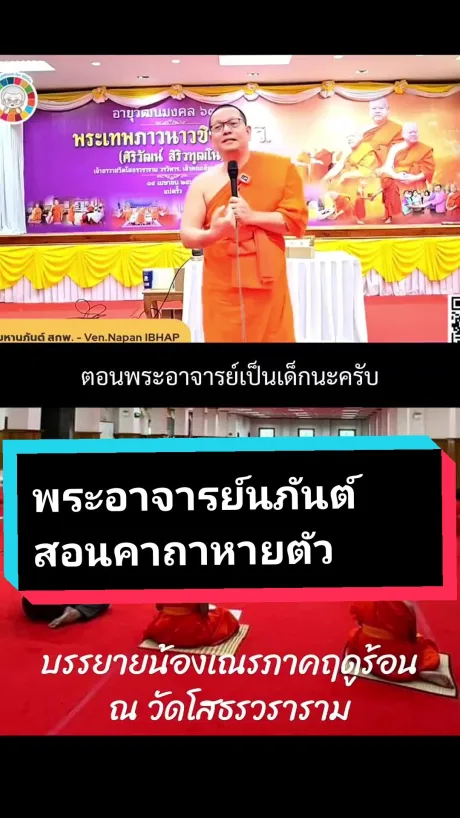 อายุวัฒนมงคล
พระเทพภาวนาวชิ
(ศิริวัฒน์ สิริวฑฺฒโน
มหานภันต์ สกพ. - Ven.Napan IBHAP
ตอนพระอาจารย์เป็นเด็กนะครับ
พระอาจารย์นภันต์
สอนคาถาหายตัว
บรรยายน้องเณรภาคฤดูร้อน
ณ วัดโสธรวราราม